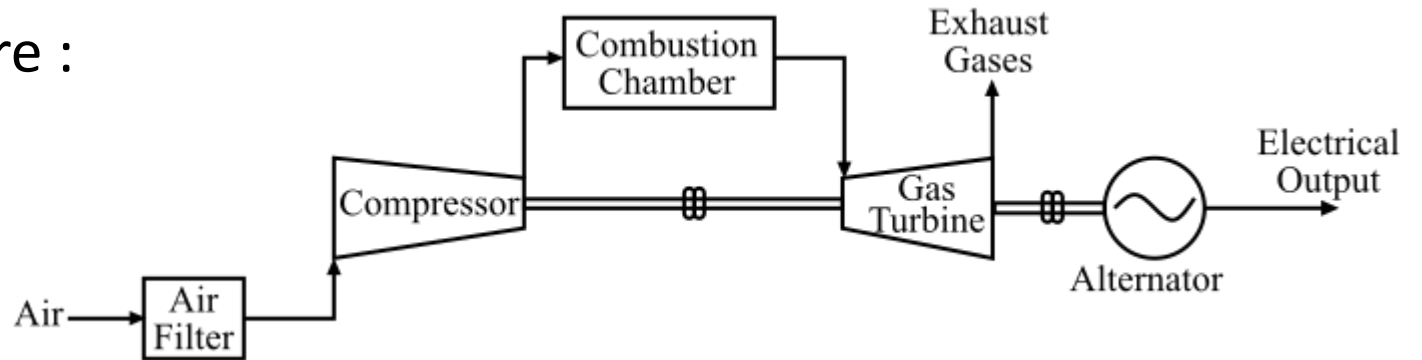 re :
Combustion
Chamber
Exhaust
Gases
Electrical
Output
Compressor
Gas
Turbine
Alternator
Air
Air
Filter